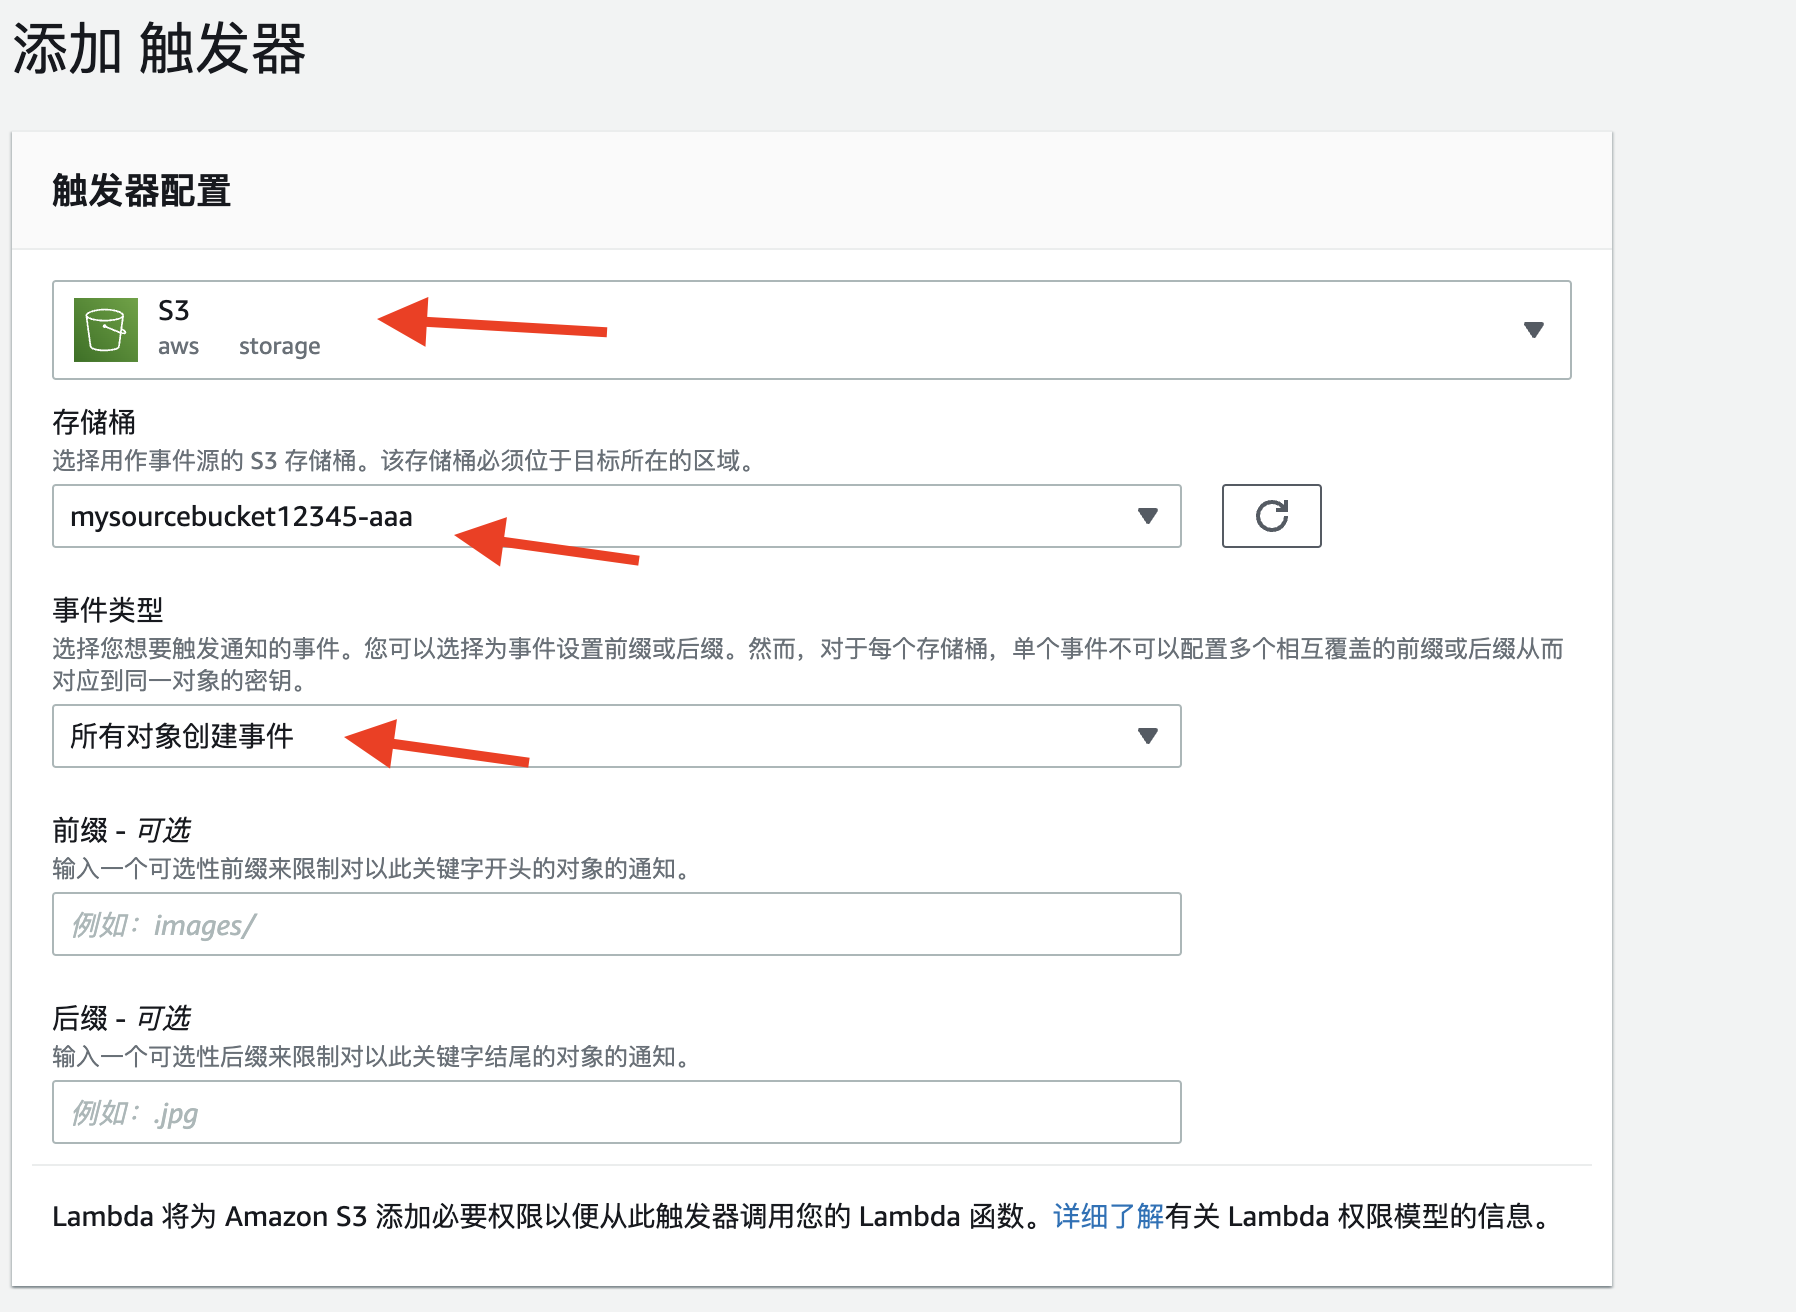 添加 触发器
触发器配置
S3
aws storage
存储桶
选择用作事件源的 S3 存储桶。该存储桶必须位于目标所在的区域。
mysourcebucket12345-aaa
事件类型
选择您想要触发通知的事件。您可以选择为事件设置前缀或后缀。然而，对于每个存储桶，单个事件不可以配置多个相互覆盖的前缀或后缀从而
对应到同一对象的密钥。
所有对象创建事件
前缀 - 可选
输入一个可选性前缀来限制对以此关键字开头的对象的通知。
例如：images/
后缀 - 可选
输入一个可选性后缀来限制对以此关键字结尾的对象的通知。
例如：.jpg
Lambda 将为 Amazon S3 添加必要权限以便从此触发器调用您的 Lambda 函数。详细了解有关 Lambda 权限模型的信息。